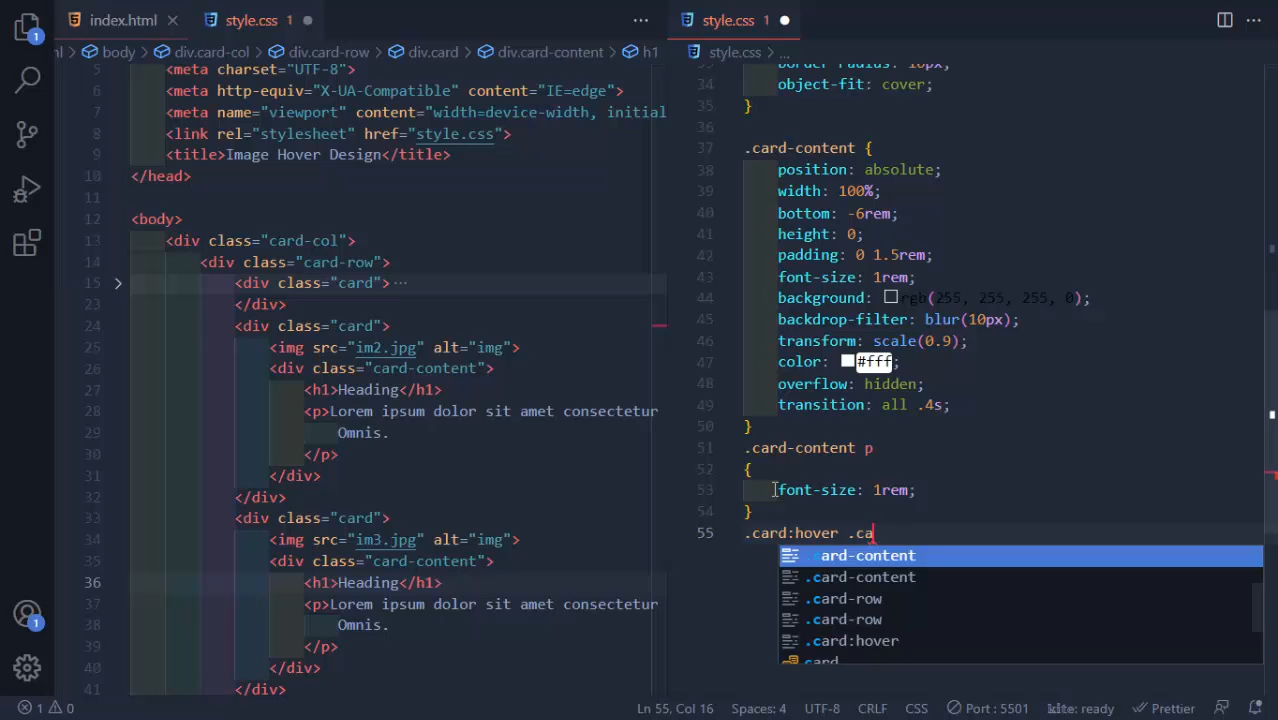 index.html
style.css 1
style.css 1
body div.card-col div.card-row div.card div.card-content h1
style.css ...
5 <meta charset="UTF-8">
6 <meta http-equiv="X-UA-Compatible" content="IE=edge">
7 <meta name="viewport" content="width=device-width, initial
8 <link rel="stylesheet" href="style.css">
9 <title>Image Hover Design</title>
10 </head>
11
12 <body>
13 <div class="card-col">
14 <div class="card-row">
15 <div class="card"> ...
23 </div>
24 <div class="card">
25 <img src="im2.jpg" alt="img">
26 <div class="card-content">
27 <h1>Heading</h1>
28 <p>Lorem ipsum dolor sit amet consectetur
29 Omnis.
30 </p>
31 </div>
32 </div>
33 <div class="card">
34 <img src="im3.jpg" alt="img">
35 <div class="card-content">
36 <h1>Heading</h1>
37 <p>Lorem ipsum dolor sit amet consectetur
38 Omnis.
39 </p>
40 </div>
41 </div>
border-radius: 10px;
34 object-fit: cover;
35 }
36
37 .card-content {
38 position: absolute;
39 width: 100%;
40 bottom: -6rem;
41 height: 0;
42 padding: 0 1.5rem;
43 font-size: 1rem;
44 background: rgb(255, 255, 255, 0);
45 backdrop-filter: blur(10px);
46 transform: scale(0.9);
47 color: #fff;
48 overflow: hidden;
49 transition: all .4s;
50 }
51 .card-content p
52 {
53 font-size: 1rem;
54 }
55 .card:hover .ca
ard-content
.card-content
.card-row
.card-row
.card:hover
card
1
1
1 0
Ln 55, Col 16 Spaces: 4 UTF-8 CRLF CSS Port : 5501 kite: ready Prettier